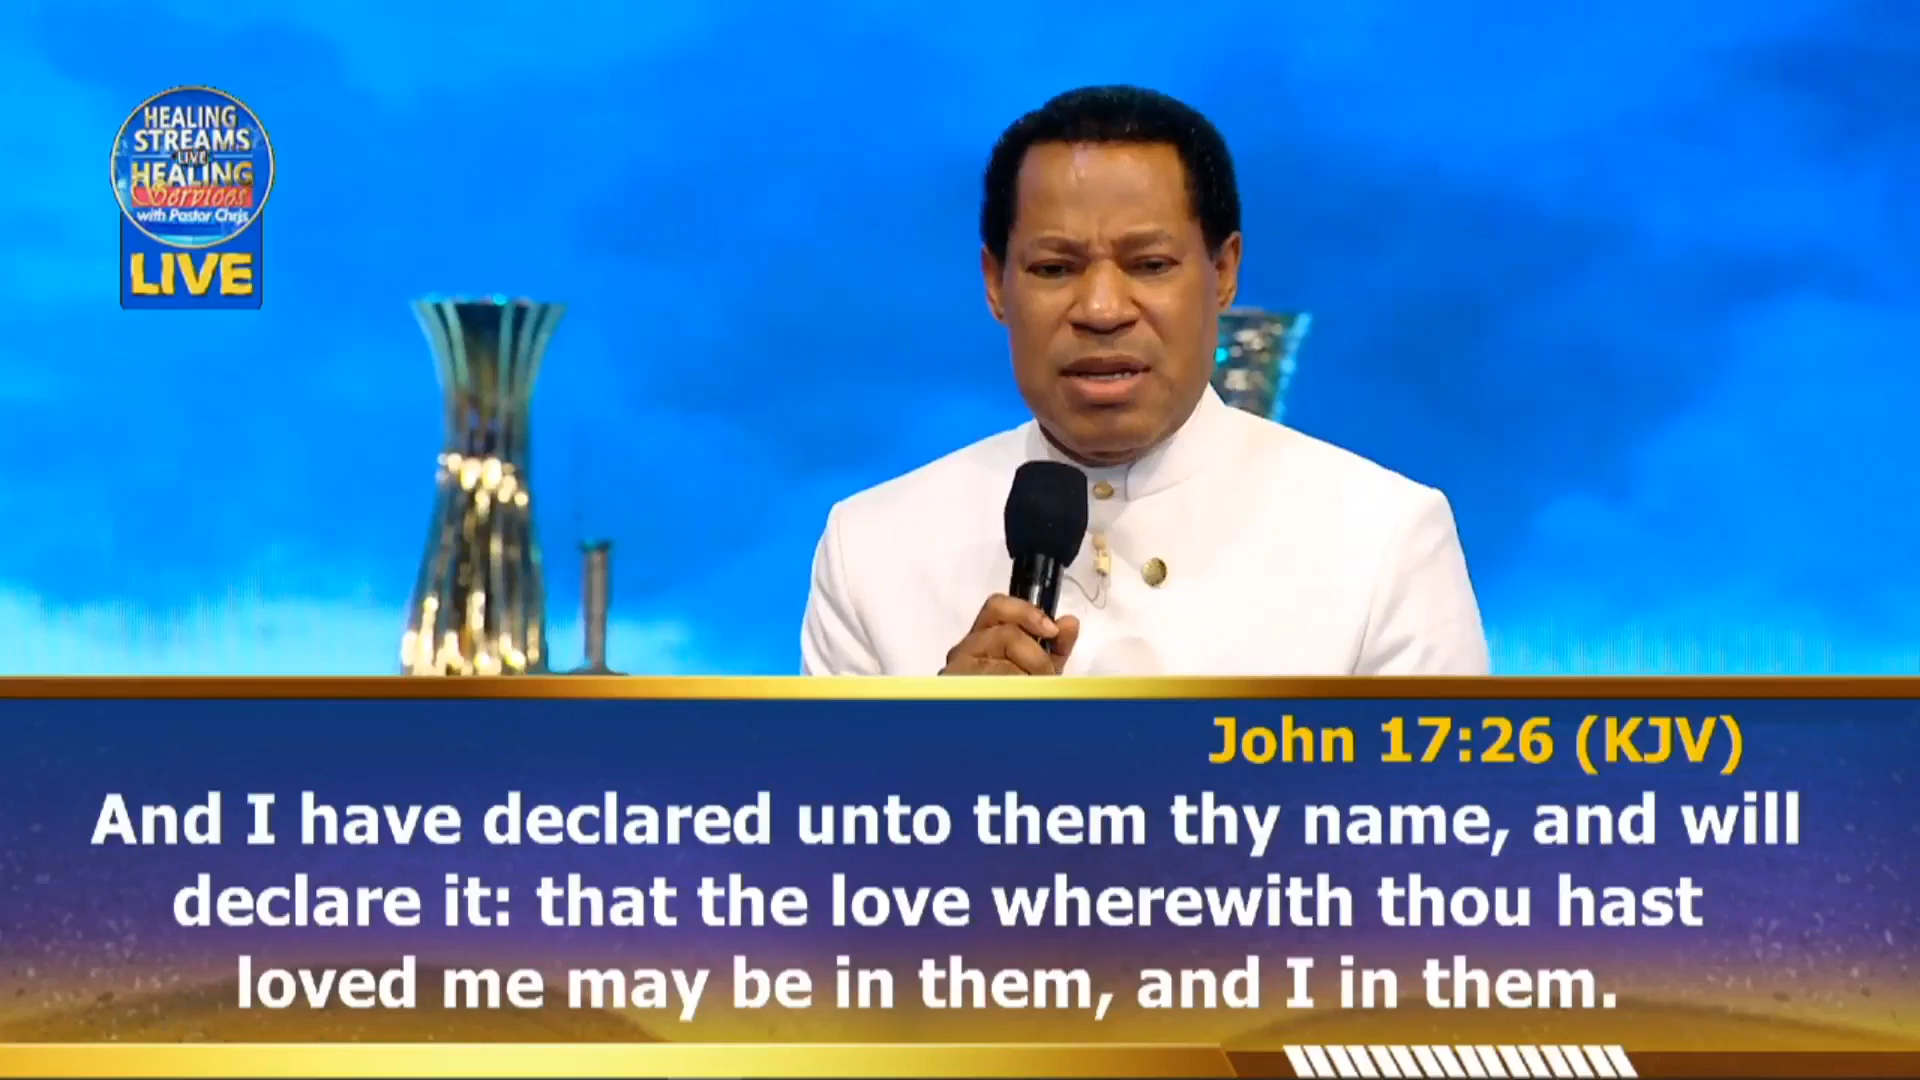 HEALING
STREAMS
LIVE
HEALING
Services
with Pastor Chris
LIVE
John 17:26 (KJV)
And I have declared unto them thy name, and will
declare it: that the love wherewith thou hast
loved me may be in them, and I in them.